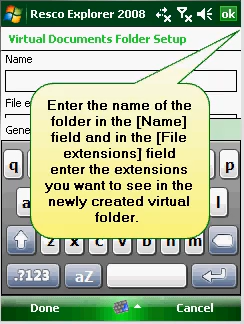 Resco Explorer 2008 ok
Virtual Documents Folder Setup
Name
File e
Gene
Enter the name of the
folder in the [Name]
field and in the [File
extensions] field
enter the extensions
you want to see in the
newly created virtual
folder.
q p
a l
z x c v b n m
.?123 aZ
Done Cancel